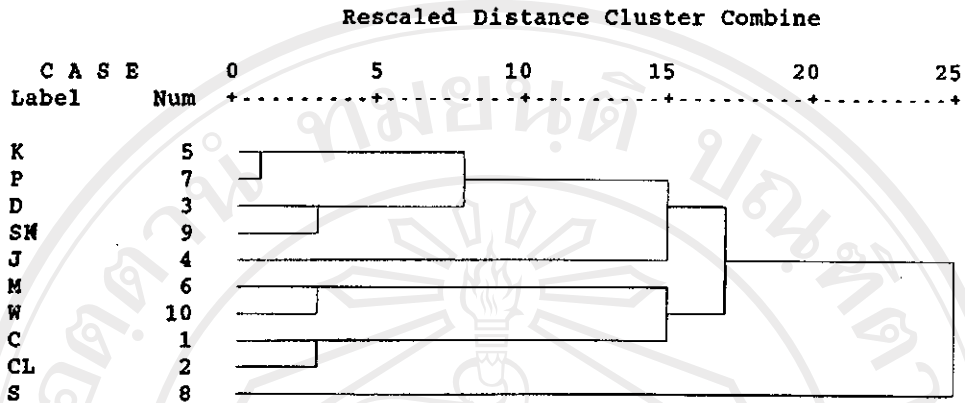 Rescaled Distance Cluster Combine
C A S E 0 5 10 15 20 25
Label Num +---------+---------+---------+---------+---------+
K 5
P 7
D 3
9
J 4
M 6
W 10
C 1
CL 2
S 8